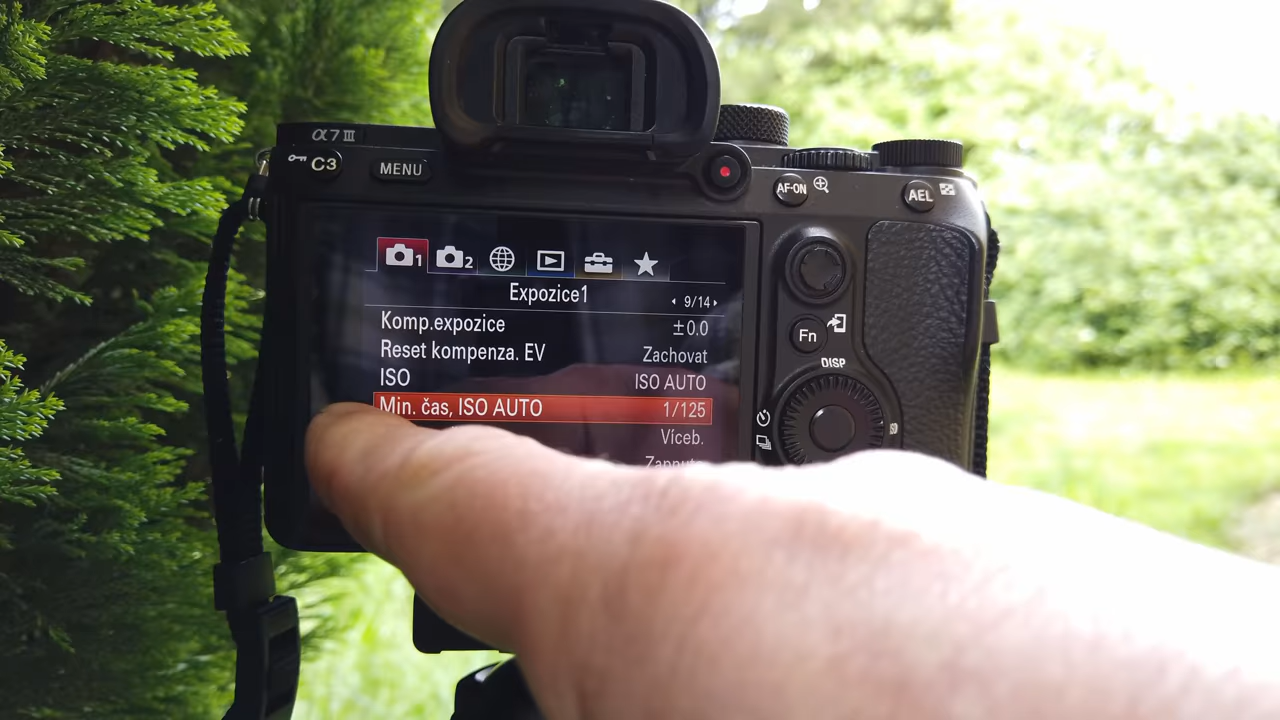 α7III
C3
MENU
AF-ON
AEL
1
2
Expozice1
9/14
Komp.expozice ±0.0
Reset kompenza. EV Zachovat
ISO ISO AUTO
Min. čas, ISO AUTO 1/125
Víceb.
Fn
DISP